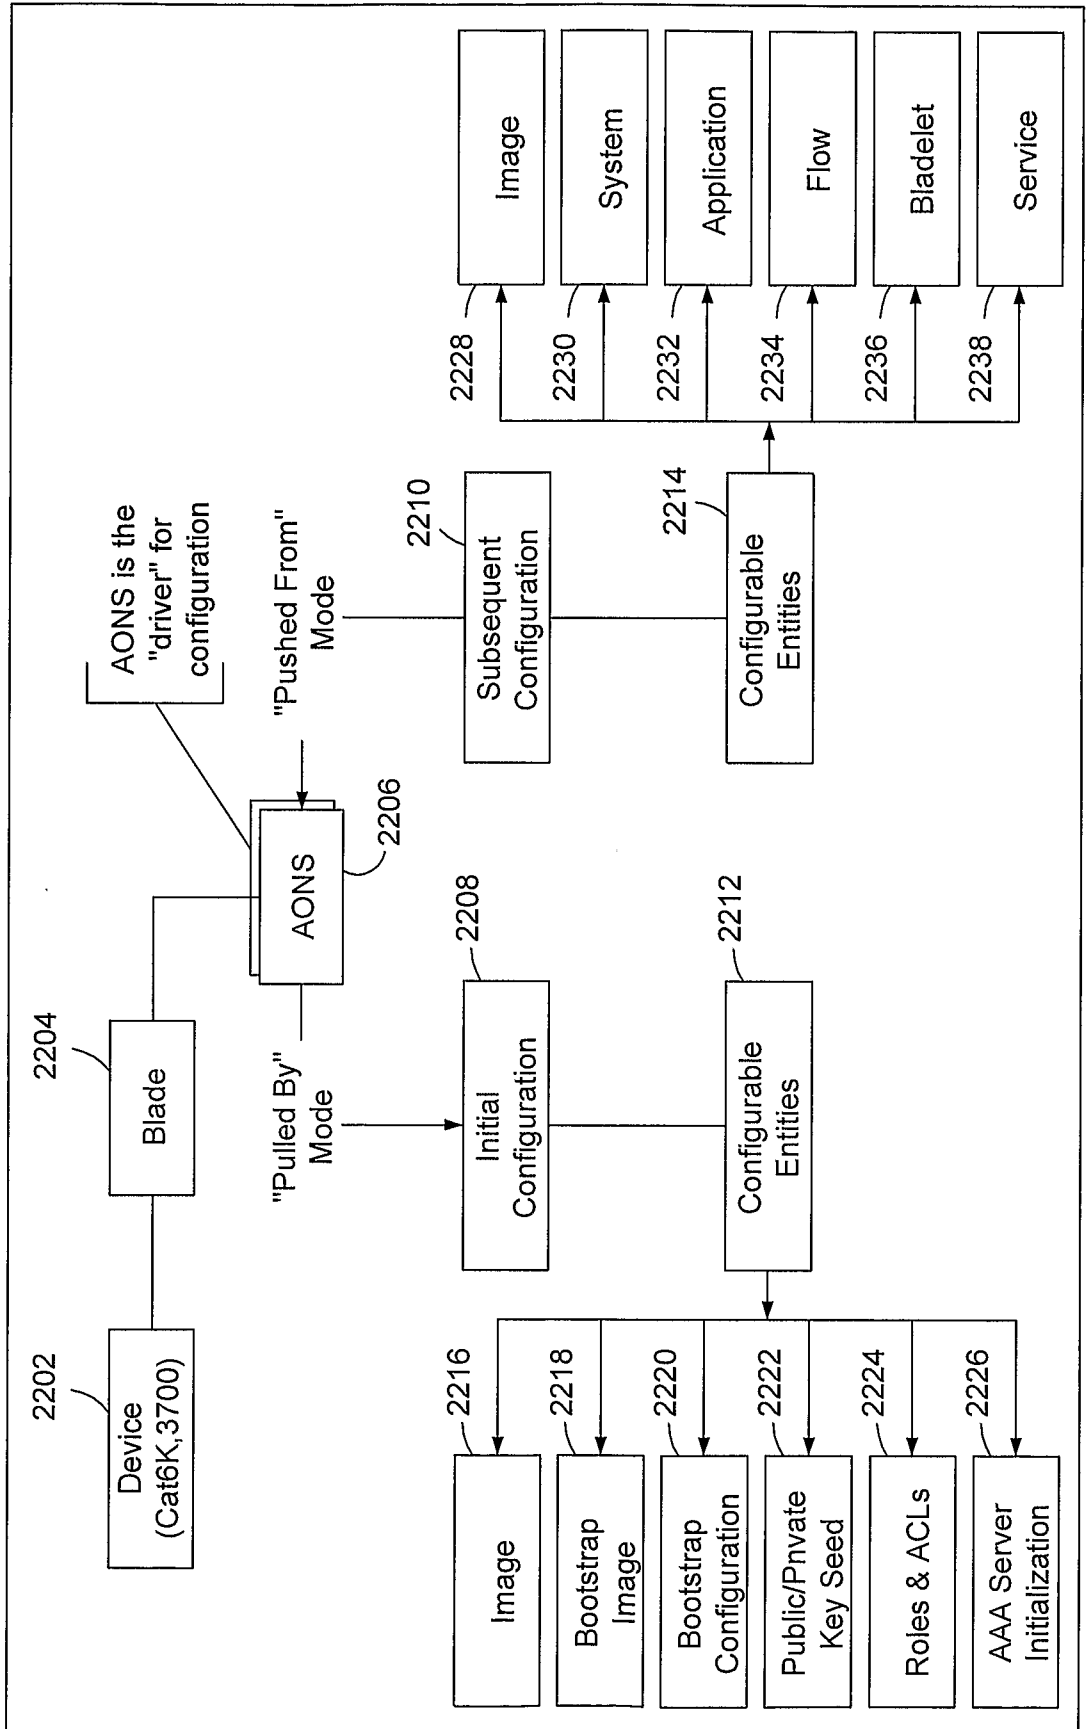 2202
Device
(Cat6K,3700)
2204
Blade
AONS is the
"driver" for
configuration
AONS
2206
"Pulled By"
Mode
"Pushed From"
Mode
2208
Initial
Configuration
2210
Subsequent
Configuration
2212
Configurable
Entities
2214
Configurable
Entities
2216
Image
2218
Bootstrap
Image
2220
Bootstrap
Configuration
2222
Public/Pnvate
Key Seed
2224
Roles & ACLs
2226
AAA Server
Initialization
2228
Image
2230
System
2232
Application
2234
Flow
2236
Bladelet
2238
Service